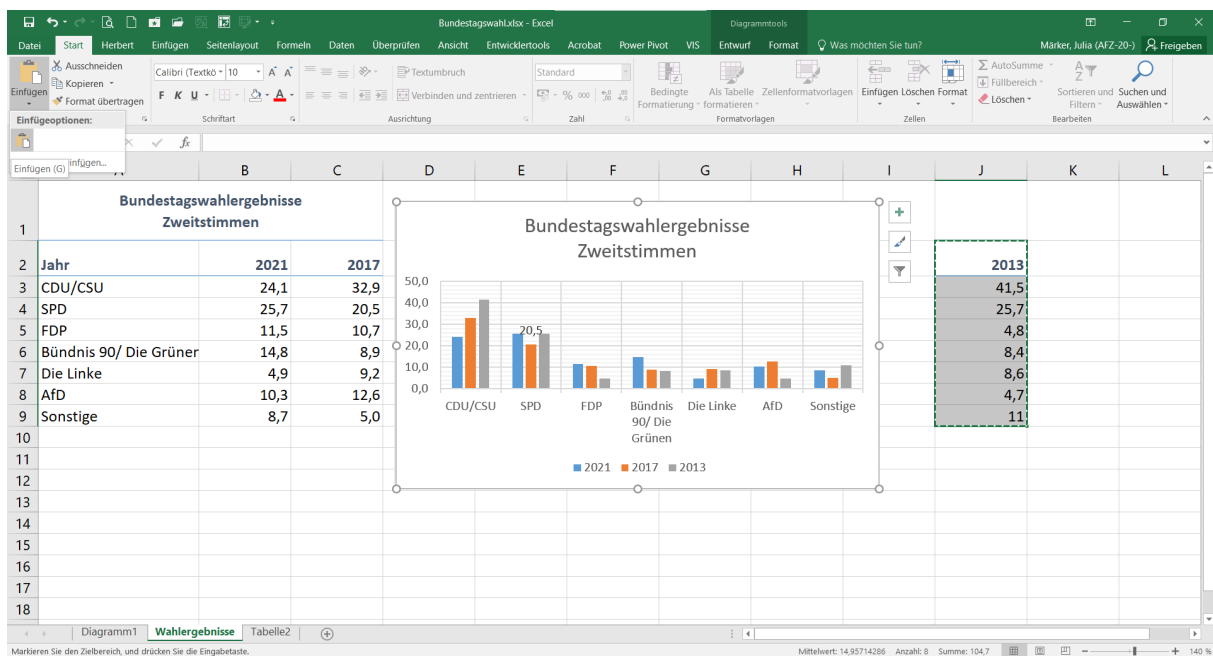 Bundestagswahl.xlsx - Excel
Diagrammtools
Datei Start Herbert Einfügen Seitenlayout Formeln Daten Überprüfen Ansicht Entwicklertools Acrobat Power Pivot VIS Entwurf Format Was möchten Sie tun? Märker, Julia (AFZ-20-) Freigeben
Einfügen
Ausschneiden
Kopieren
Format übertragen
Calibri (Textkö 10
F K U
Schriftart
Textumbruch
Verbinden und zentrieren
Ausrichtung
Standard
% 000
Zahl
Bedingte Formatierung
Als Tabelle formatieren
Zellenformatvorlagen
Formatvorlagen
Einfügen Löschen Format
Zellen
AutoSumme
Füllbereich
Löschen
Sortieren und Filtern
Suchen und Auswählen
Bearbeiten
Einfügeoptionen:
infügen...
Einfügen (G)
fx
B C D E F G H I J K L
1 Bundestagswahlergebnisse
Zweitstimmen
2 Jahr 2021 2017 2013
3 CDU/CSU 24,1 32,9 41,5
4 SPD 25,7 20,5 25,7
5 FDP 11,5 10,7 4,8
6 Bündnis 90/ Die Grüner 14,8 8,9 8,4
7 Die Linke 4,9 9,2 8,6
8 AfD 10,3 12,6 4,7
9 Sonstige 8,7 5,0 11
10
11
12
13
14
15
16
17
18
Bundestagswahlergebnisse
Zweitstimmen
50,0
40,0
30,0
20,0
10,0
0,0
20,5
CDU/CSU SPD FDP Bündnis 90/ Die Grünen Die Linke AfD Sonstige
2021 2017 2013
Diagramm1 Wahlergebnisse Tabelle2
Markieren Sie den Zielbereich, und drücken Sie die Eingabetaste. Mittelwert: 14,95714286 Anzahl: 8 Summe: 104,7 140 %